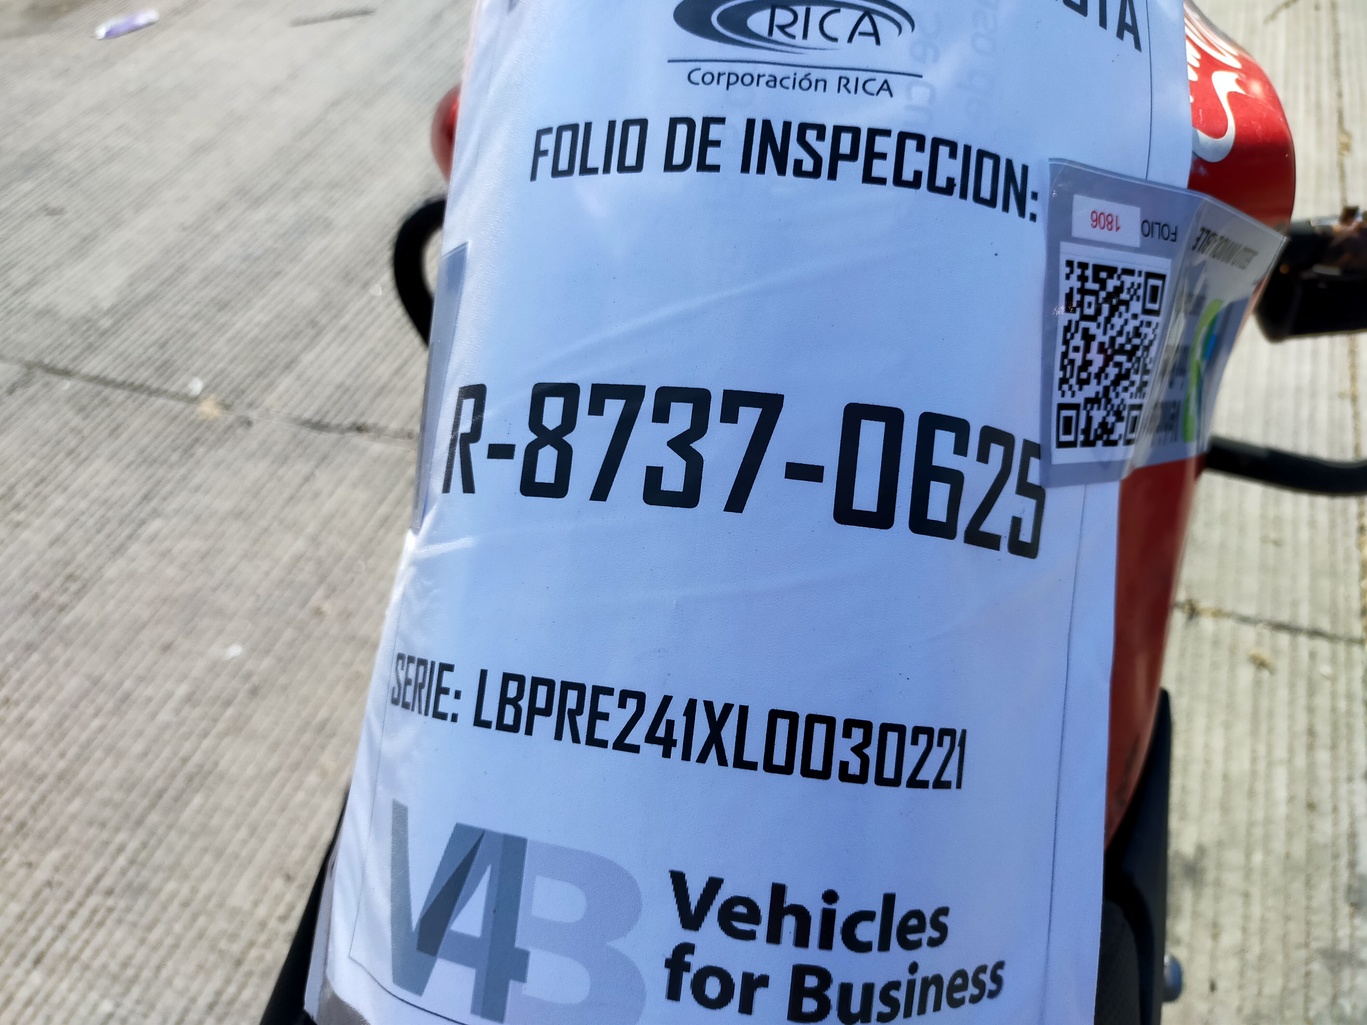 RICA
Corporación RICA
FOLIO DE INSPECCION:
FOLIO 1806
R-8737-0625
SERIE: LBPRE241XL0030221
V4B
Vehicles
for Business